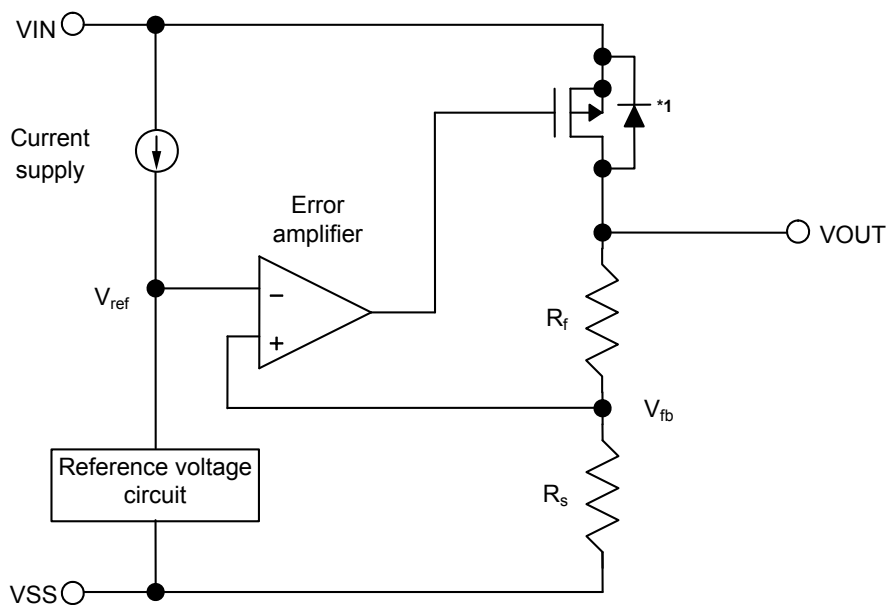 VIN
*1
Current
supply
Error
amplifier
VOUT
Vref
−
+
Rf
Vfb
Reference voltage
circuit
Rs
VSS